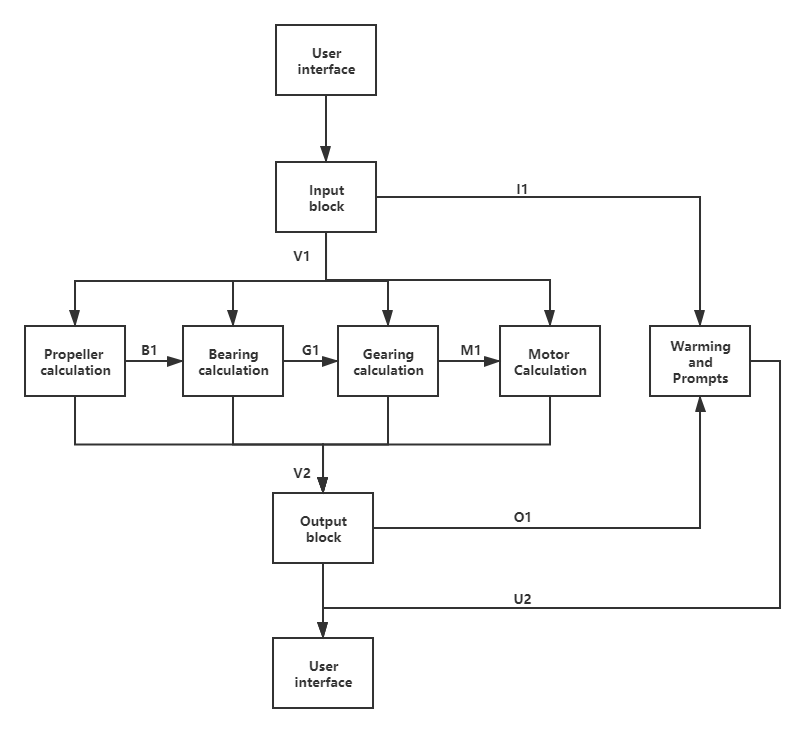 User
interface
Input
block
I1
V1
Propeller
calculation
B1
Bearing
calculation
G1
Gearing
calculation
M1
Motor
Calculation
Warming
and
Prompts
V2
Output
block
O1
U2
User
interface